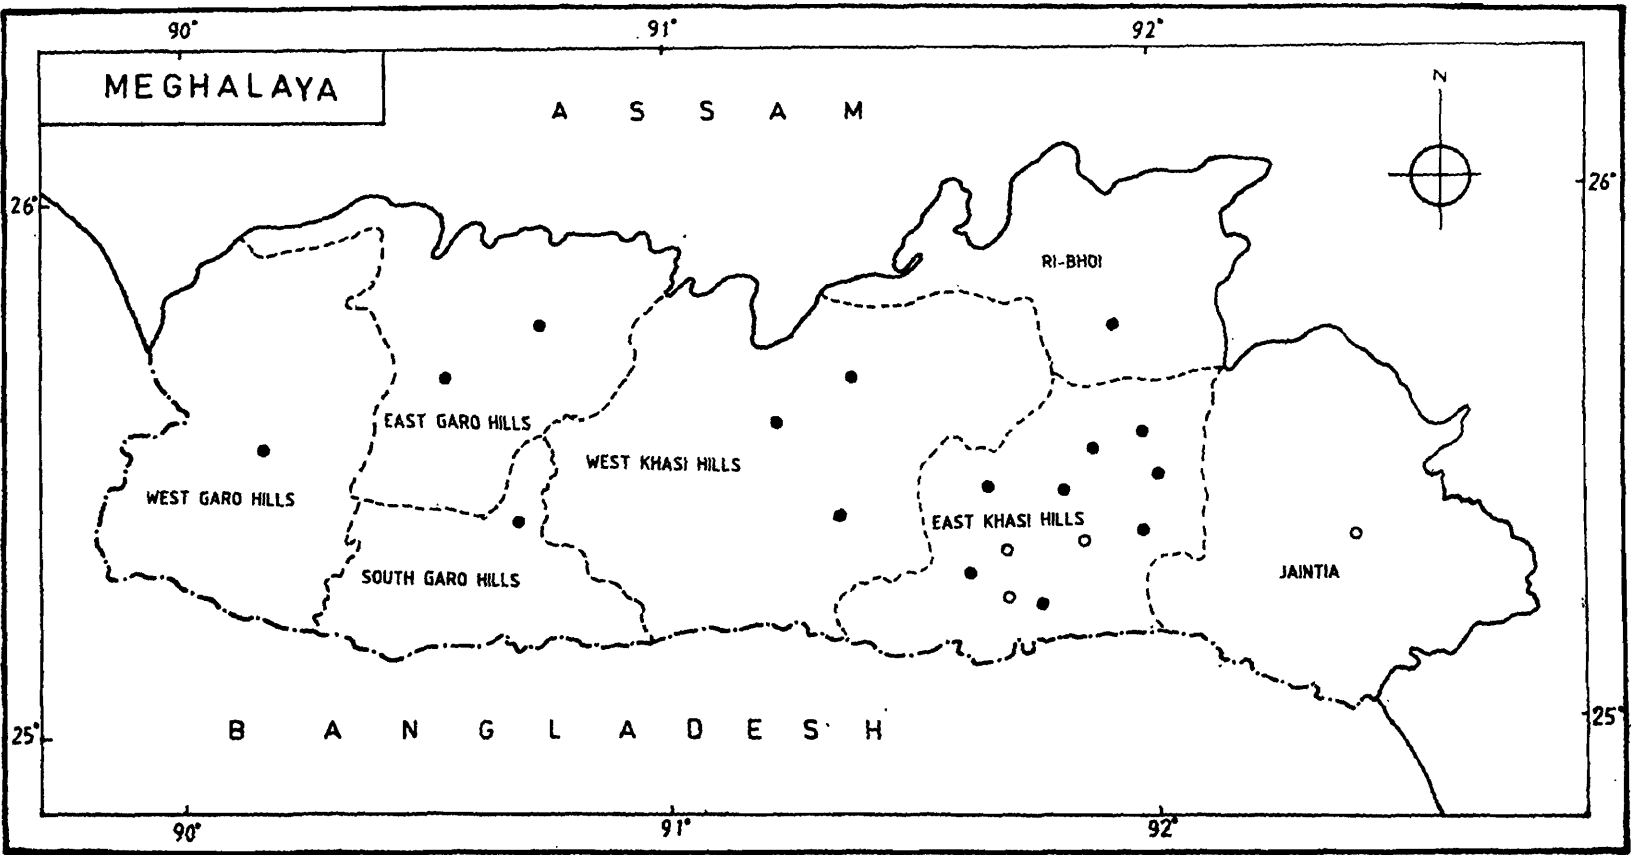 90° 91° 92°
MEGHALAYA
N
A S S A M
26° 26°
RI-BHOI
EAST GARO HILLS
WEST KHASI HILLS
WEST GARO HILLS
EAST KHASI HILLS
JAINTIA
SOUTH GARO HILLS
25° 25°
B A N G L A D E S H
90° 91° 92°